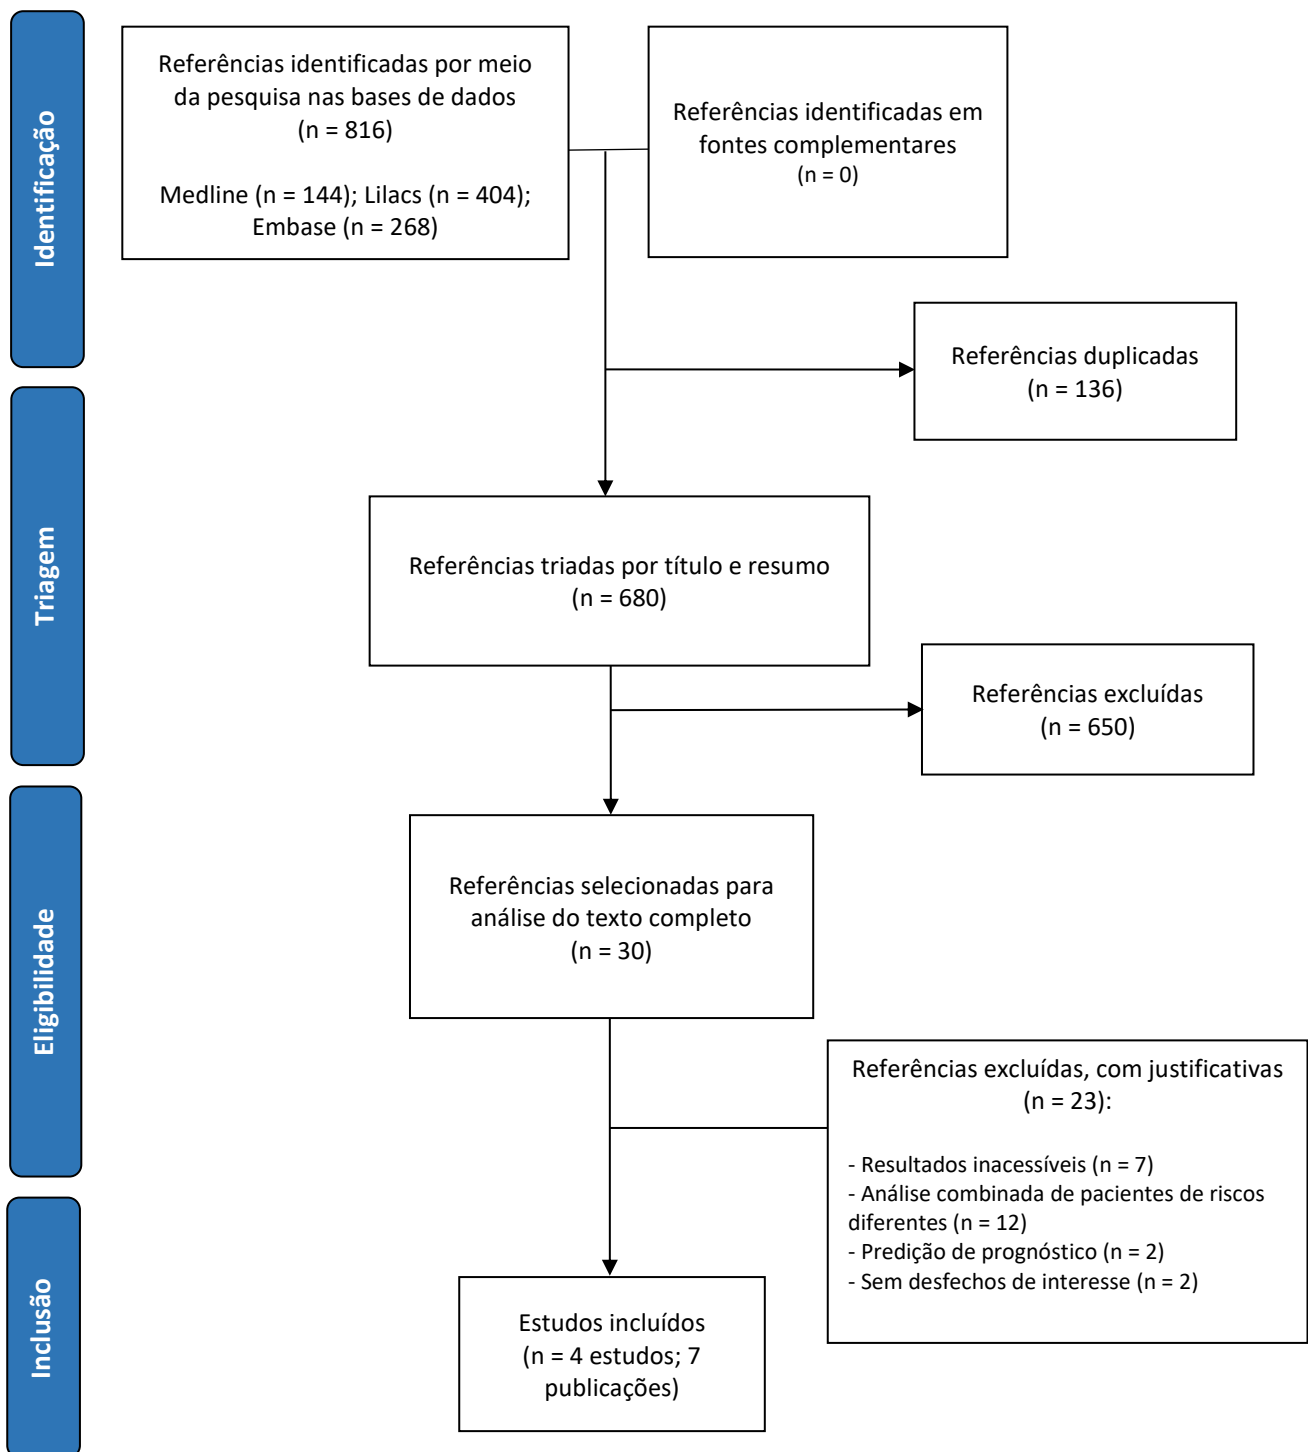 Identificação
Referências identificadas por meio
da pesquisa nas bases de dados
(n = 816)
Medline (n = 144); Lilacs (n = 404);
Embase (n = 268)
Referências identificadas em
fontes complementares
(n = 0)
Referências duplicadas
(n = 136)
Triagem
Referências triadas por título e resumo
(n = 680)
Referências excluídas
(n = 650)
Eligibilidade
Referências selecionadas para
análise do texto completo
(n = 30)
Referências excluídas, com justificativas
(n = 23):
- Resultados inacessíveis (n = 7)
- Análise combinada de pacientes de riscos
diferentes (n = 12)
- Predição de prognóstico (n = 2)
- Sem desfechos de interesse (n = 2)
Inclusão
Estudos incluídos
(n = 4 estudos; 7
publicações)